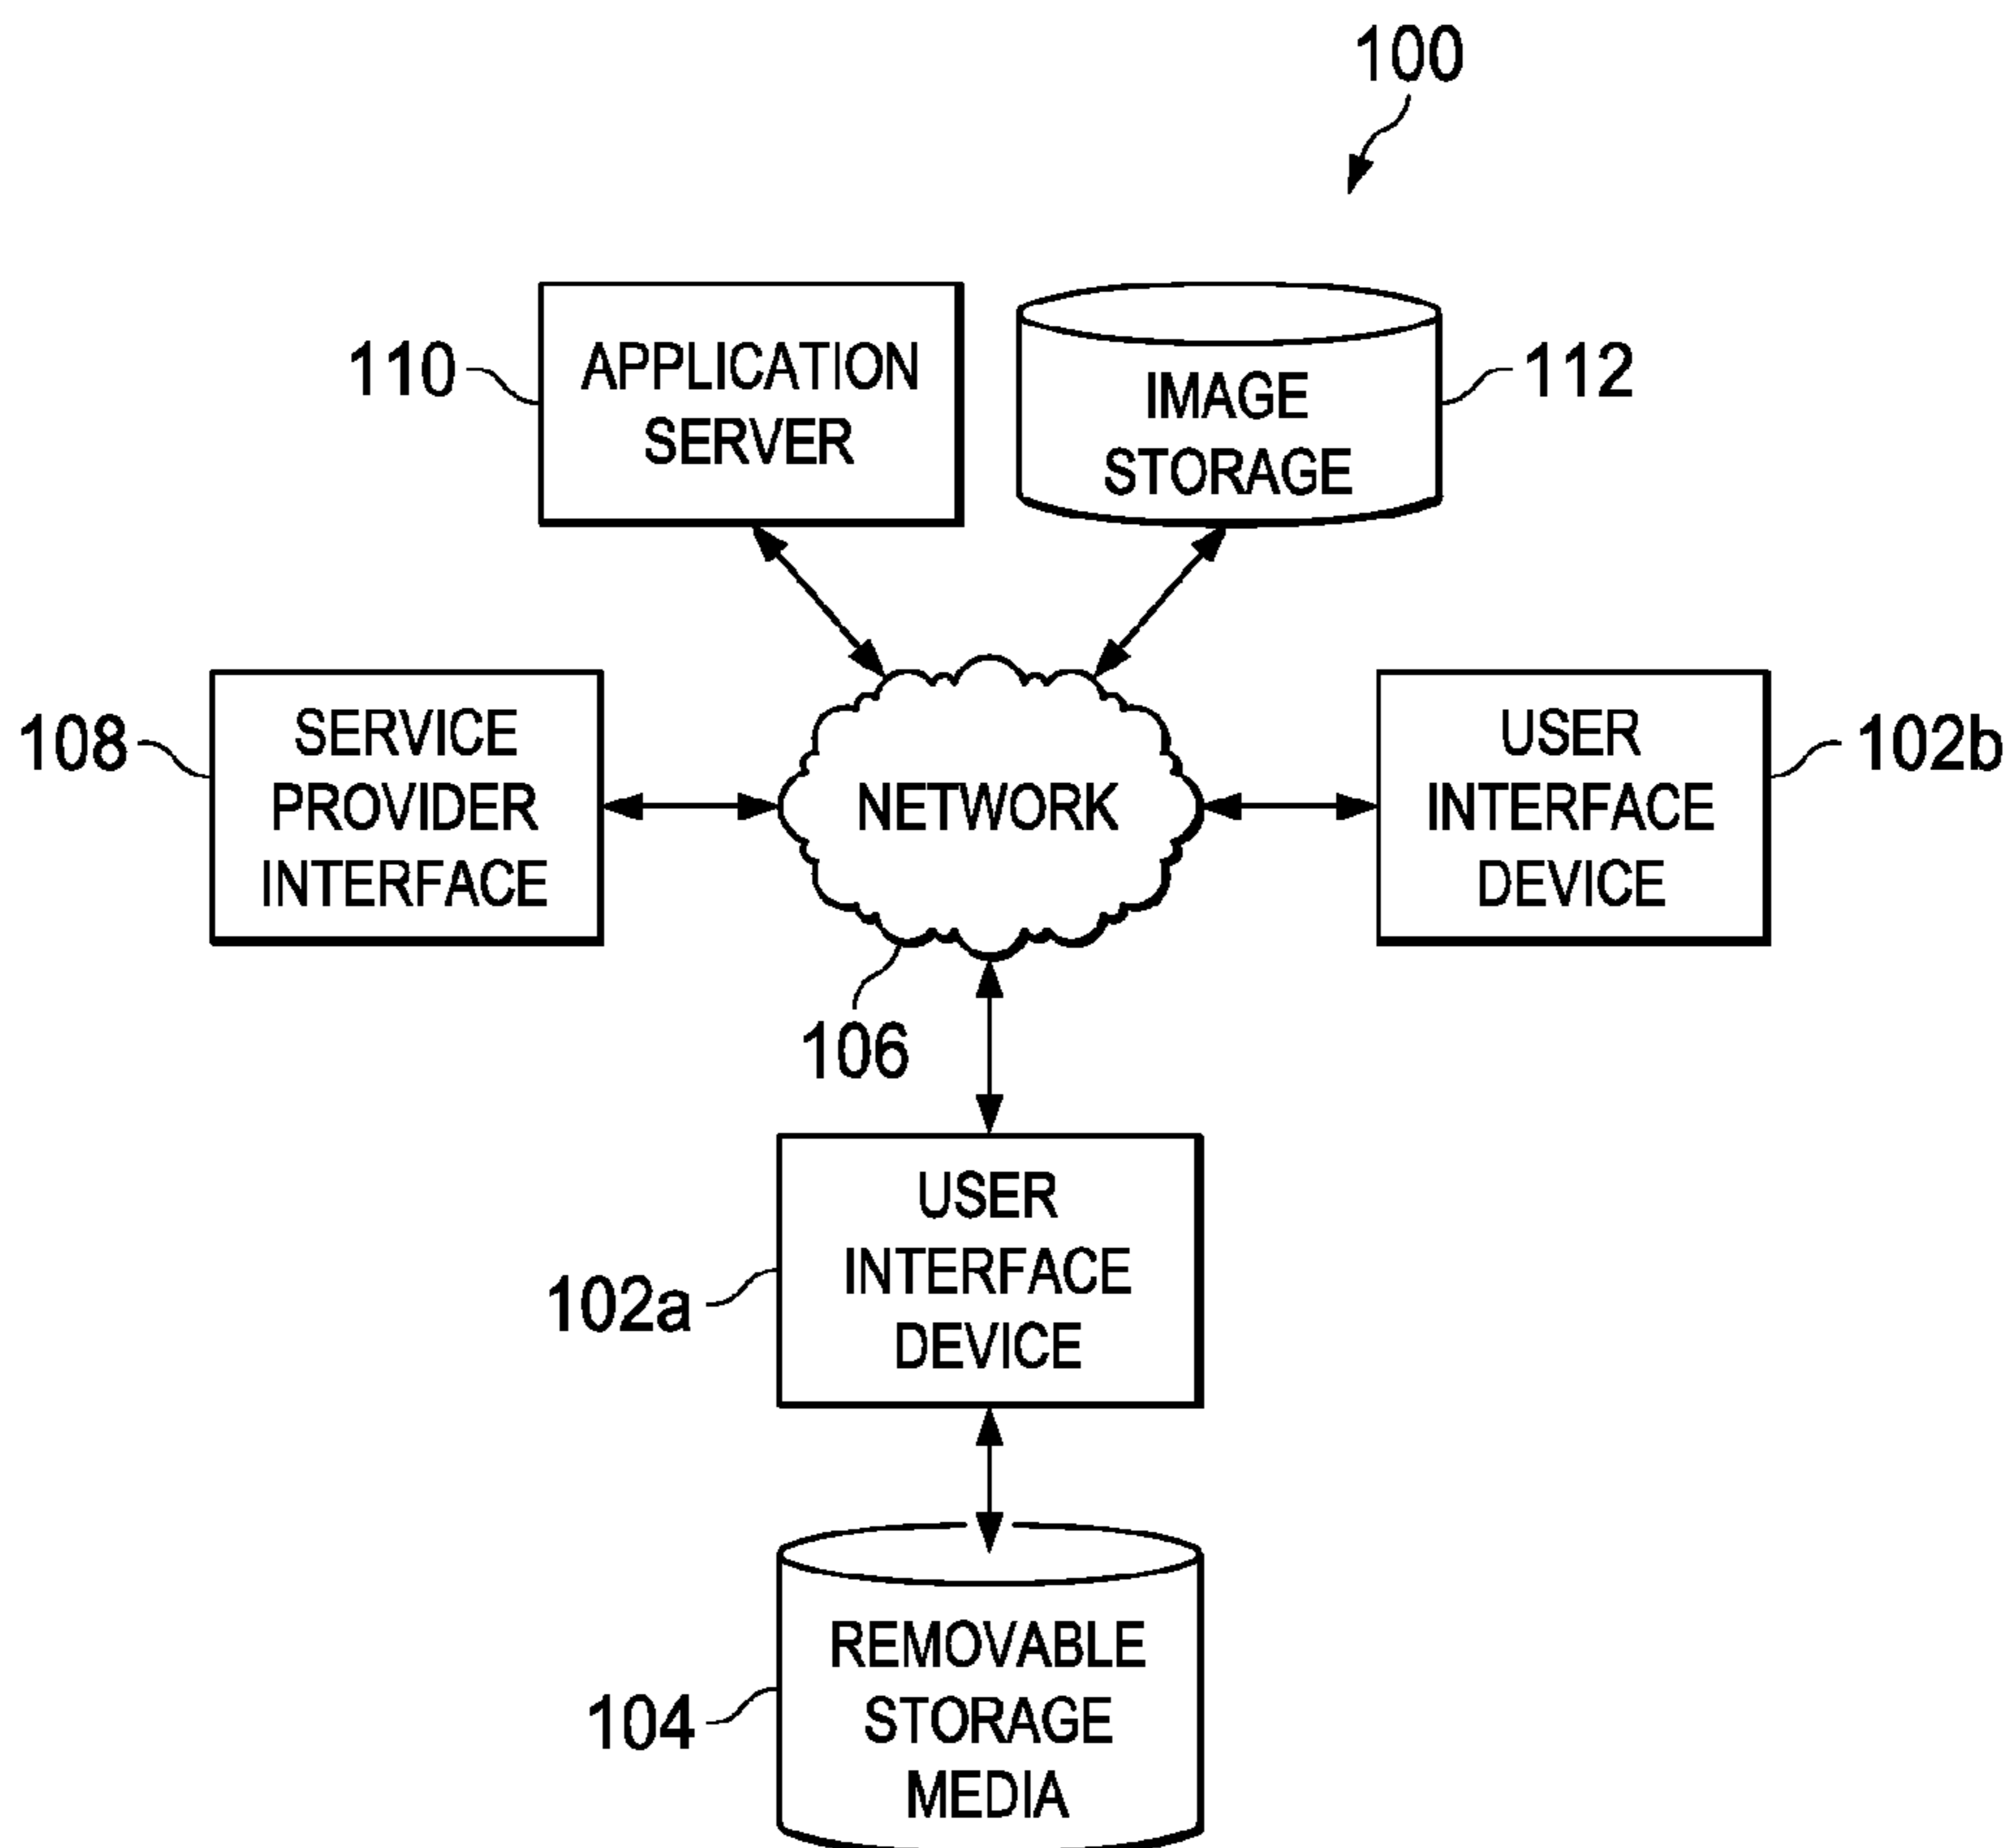 100
110
APPLICATION
SERVER
IMAGE
STORAGE
112
108
SERVICE
PROVIDER
INTERFACE
NETWORK
106
USER
INTERFACE
DEVICE
102b
102a
USER
INTERFACE
DEVICE
104
REMOVABLE
STORAGE
MEDIA